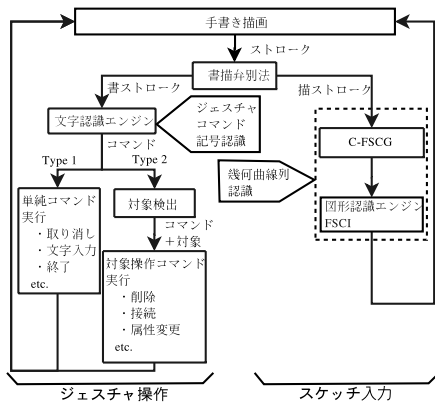 手書き描画
ストローク
書描弁別法
書ストローク
描ストローク
文字認識エンジン
ジェスチャ
コマンド
記号認識
コマンド
Type 1
Type 2
単純コマンド
実行
・取り消し
・文字入力
・終了
etc.
対象検出
コマンド
＋対象
対象操作コマンド
実行
・削除
・接続
・属性変更
etc.
C-FSCG
幾何曲線列
認識
図形認識エンジン
FSCI
ジェスチャ操作
スケッチ入力